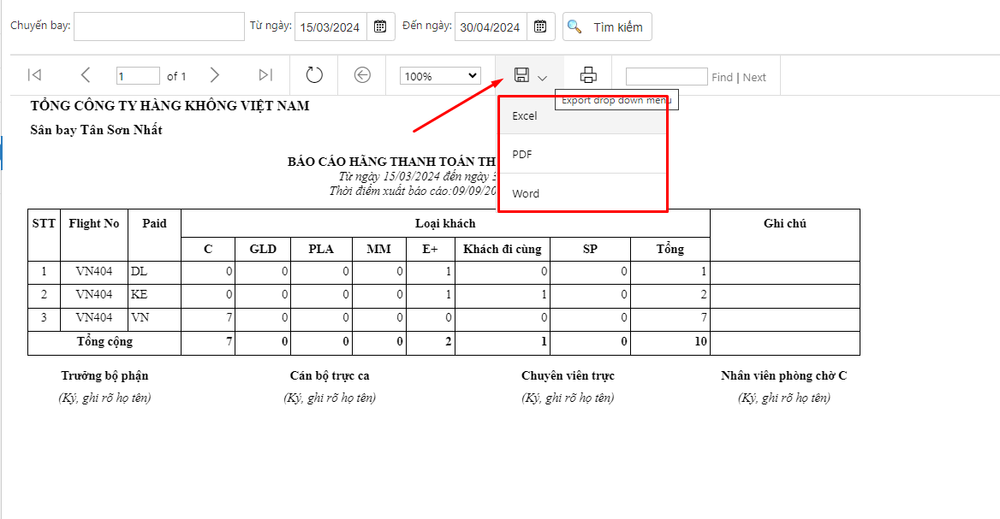 Chuyến bay: Từ ngày: 15/03/2024 Đến ngày: 30/04/2024 Tìm kiếm
1 of 1 100% Find | Next
Export drop down menu
Excel
PDF
Word
TỔNG CÔNG TY HÀNG KHÔNG VIỆT NAM
Sân bay Tân Sơn Nhất
BÁO CÁO HÃNG THANH TOÁN TH
Từ ngày 15/03/2024 đến ngày 3
Thời điểm xuất báo cáo:09/09/20
STT Flight No Paid Loại khách Ghi chú
C GLD PLA MM E+ Khách đi cùng SP Tổng
1 VN404 DL 0 0 0 0 1 0 0 1
2 VN404 KE 0 0 0 0 1 1 0 2
3 VN404 VN 7 0 0 0 0 0 0 7
Tổng cộng 7 0 0 0 2 1 0 10
Trưởng bộ phận Cán bộ trực ca Chuyên viên trực Nhân viên phòng chờ C
(Ký, ghi rõ họ tên) (Ký, ghi rõ họ tên) (Ký, ghi rõ họ tên) (Ký, ghi rõ họ tên)